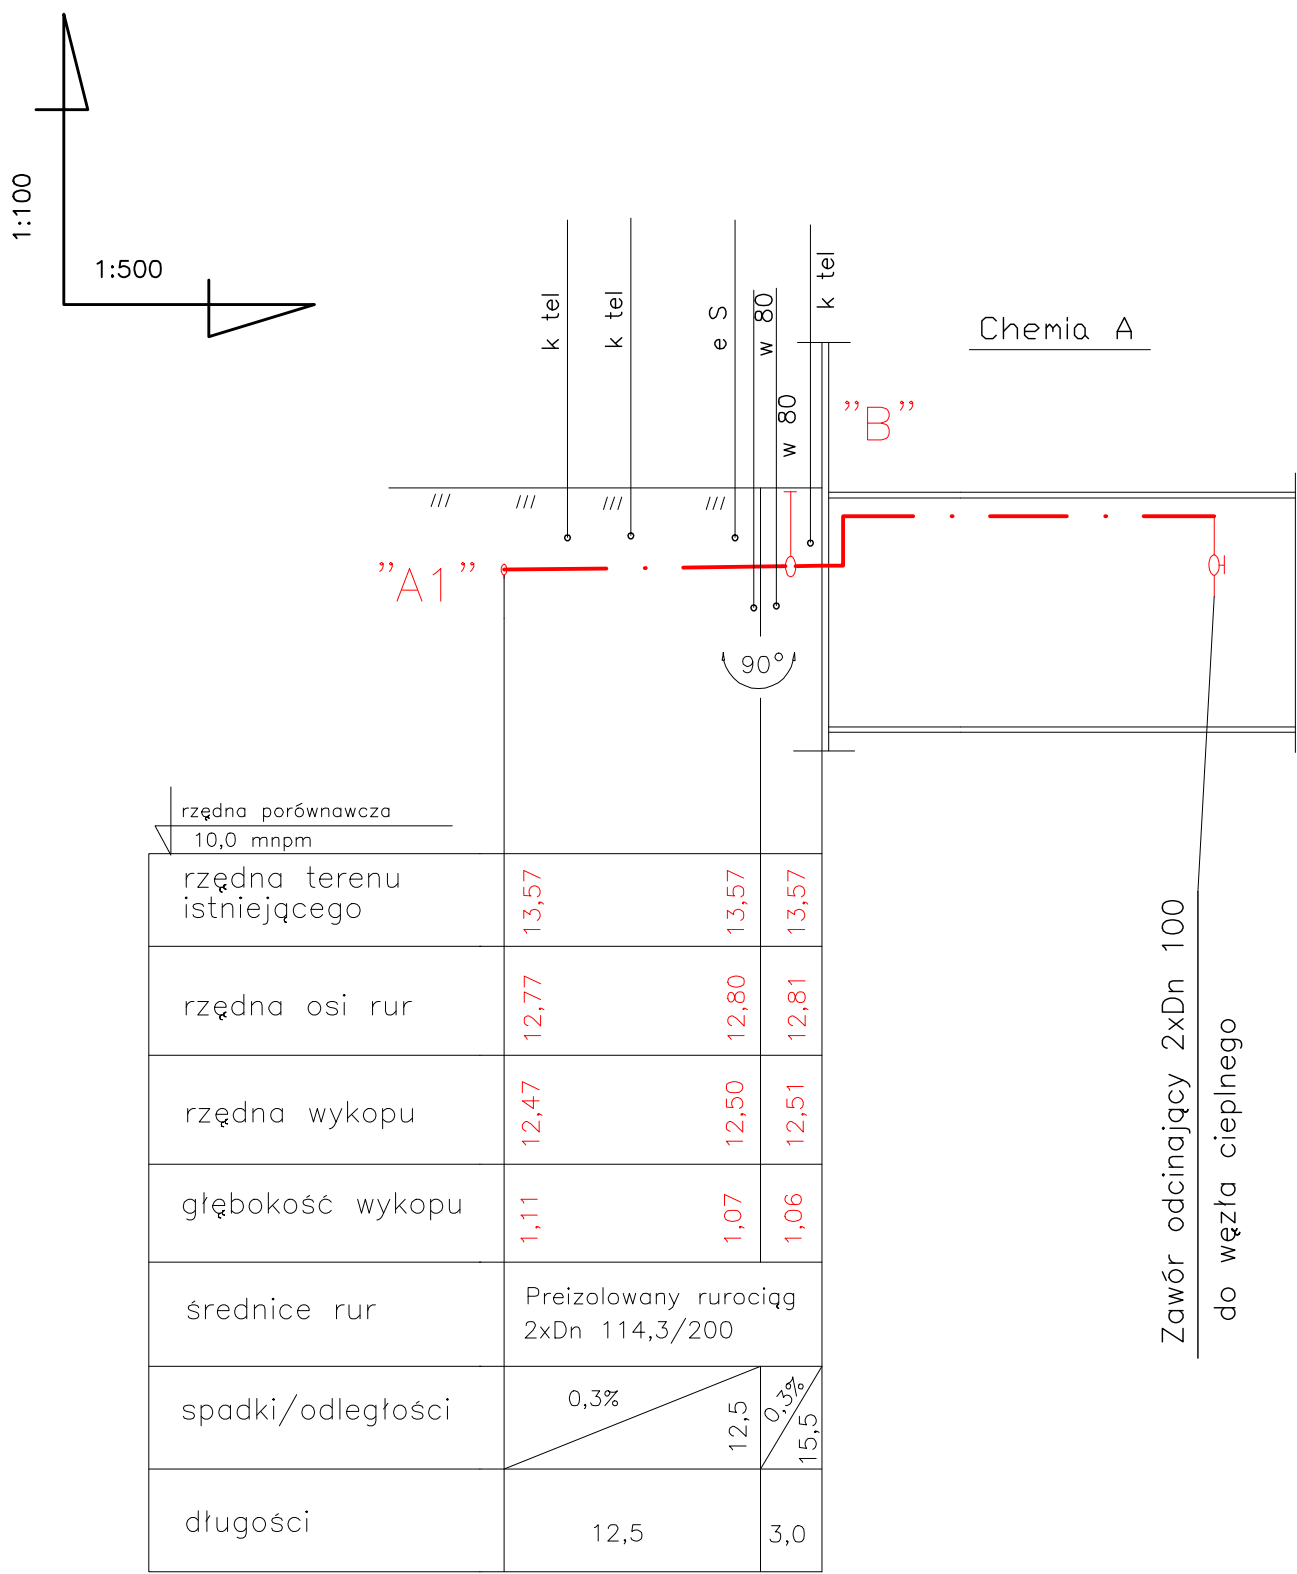 1:100
1:500
k tel
k tel
e S
w 80
w 80
k tel
Chemia A
"B"
"A1"
90°
rzędna porównawcza
10,0 mnpm
rzędna terenu
istniejącego
13,57
13,57
13,57
rzędna osi rur
12,77
12,80
12,81
rzędna wykopu
12,47
12,50
12,51
głębokość wykopu
1,11
1,07
1,06
średnice rur
Preizolowany rurociąg
2xDn 114,3/200
spadki/odległości
0,3%
12,5
0,3%
15,5
długości
12,5
3,0
Zawór odcinający 2xDn 100
do węzła cieplnego